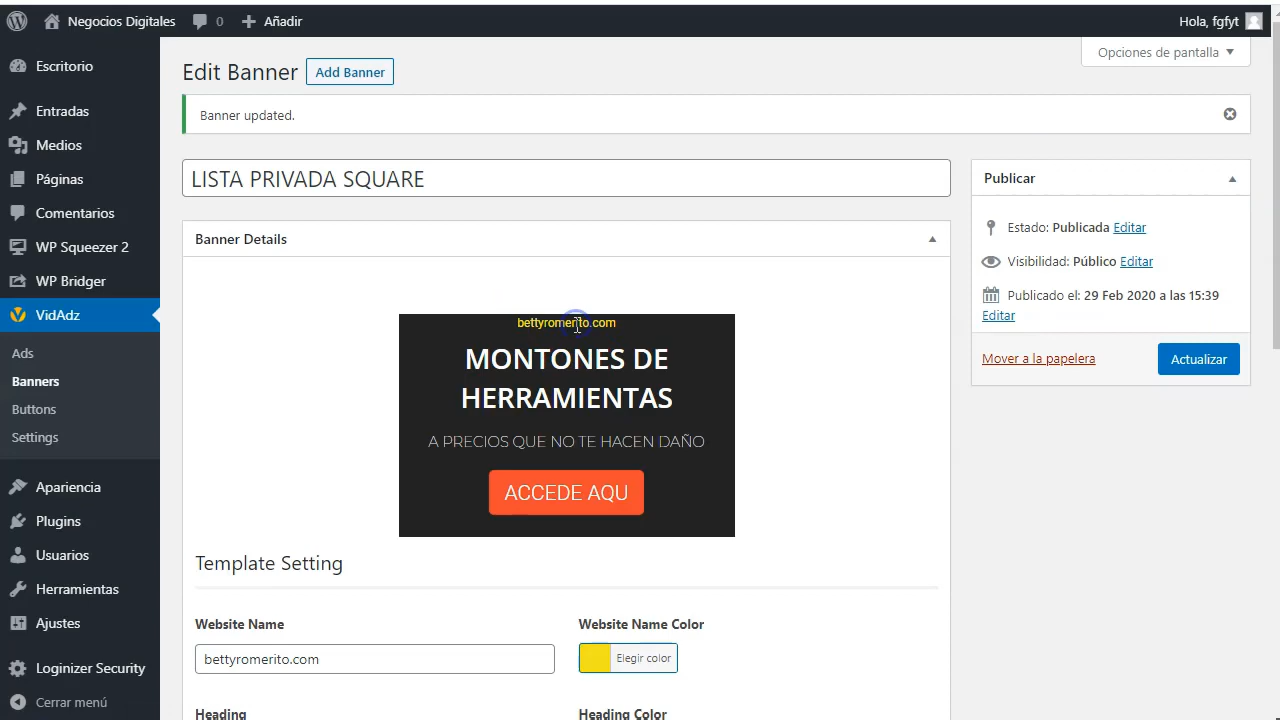 Negocios Digitales
0
Añadir
Hola, fgfyt
Opciones de pantalla
Escritorio
Entradas
Medios
Páginas
Comentarios
WP Squeezer 2
WP Bridger
VidAdz
Ads
Banners
Buttons
Settings
Apariencia
Plugins
Usuarios
Herramientas
Ajustes
Loginizer Security
Cerrar menú
Edit Banner
Add Banner
Banner updated.
LISTA PRIVADA SQUARE
Banner Details
bettyromerito.com
MONTONES DE
HERRAMIENTAS
A PRECIOS QUE NO TE HACEN DAÑO
ACCEDE AQU
Template Setting
Website Name
Website Name Color
bettyromerito.com
Elegir color
Heading
Heading Color
Publicar
Estado: Publicada Editar
Visibilidad: Público Editar
Publicado el: 29 Feb 2020 a las 15:39
Editar
Mover a la papelera
Actualizar